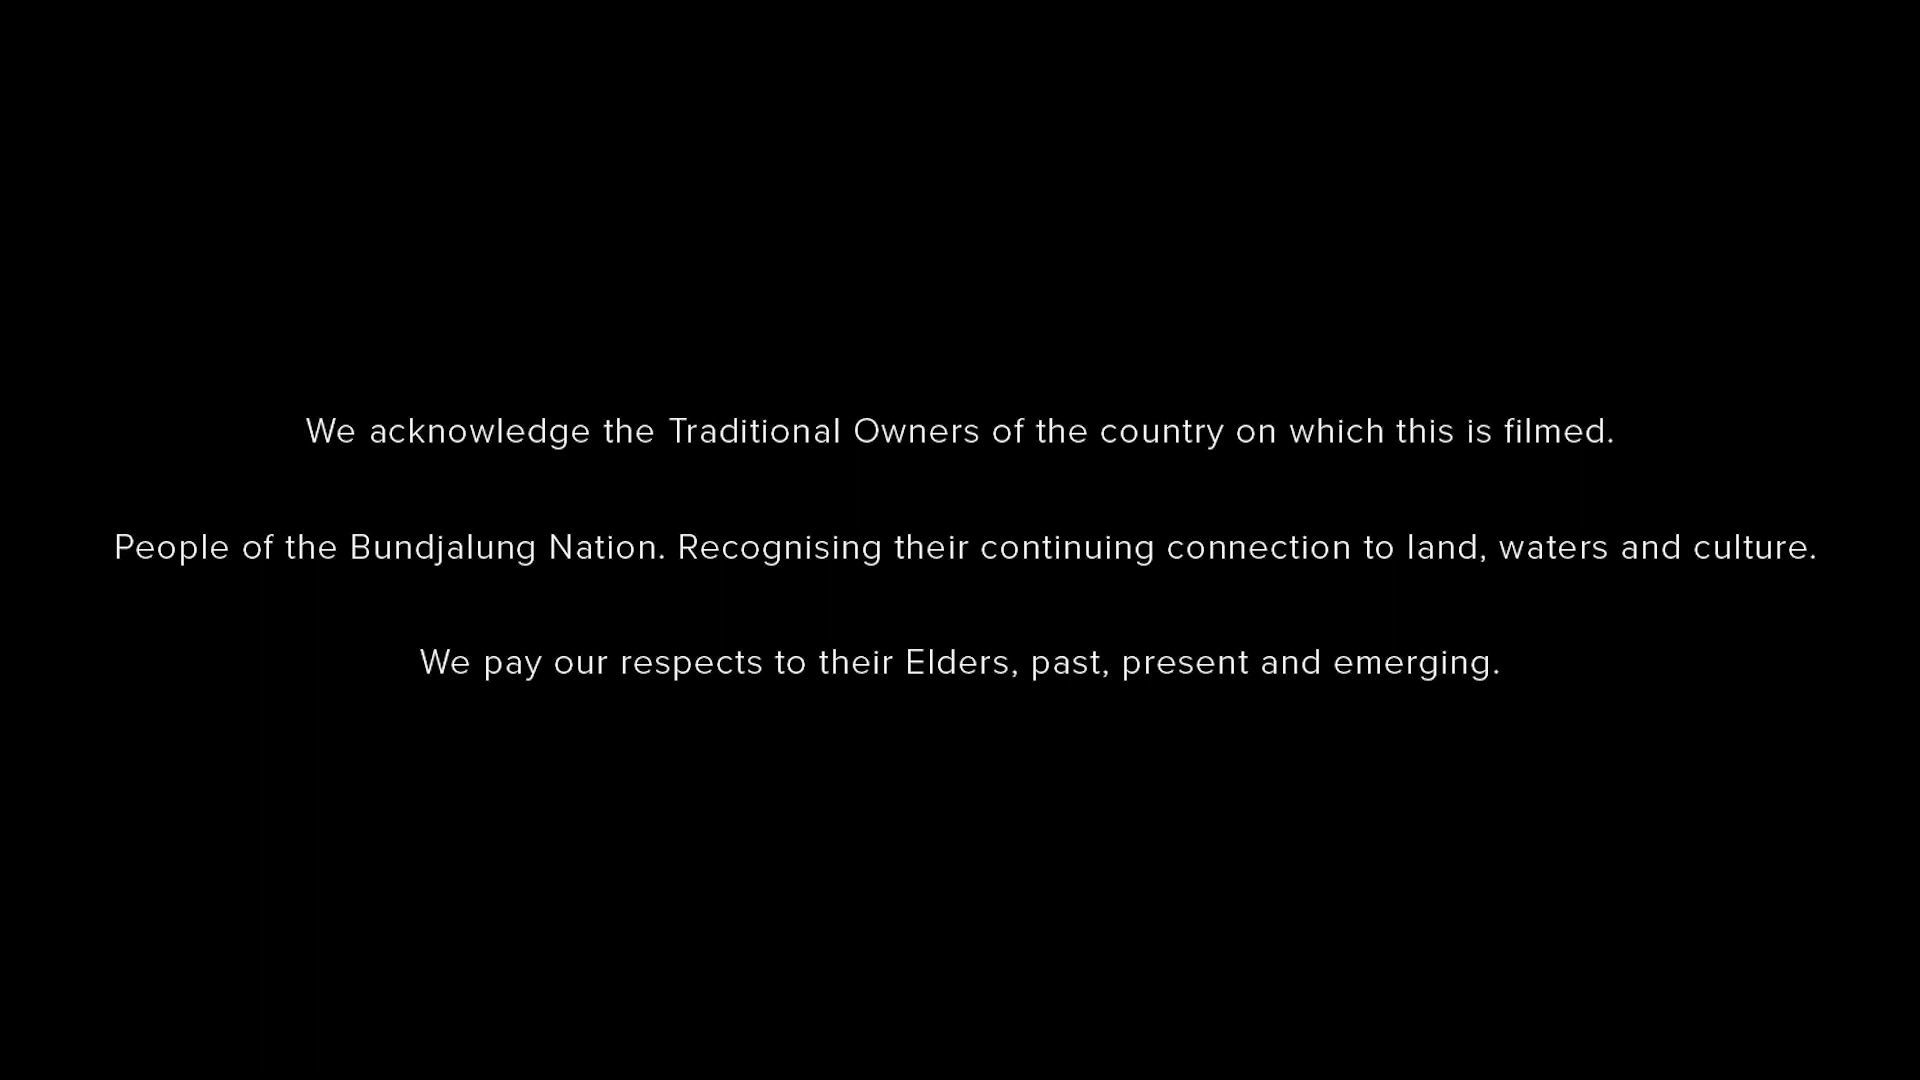 We acknowledge the Traditional Owners of the country on which this is filmed.
People of the Bundjalung Nation. Recognising their continuing connection to land, waters and culture.
We pay our respects to their Elders, past, present and emerging.